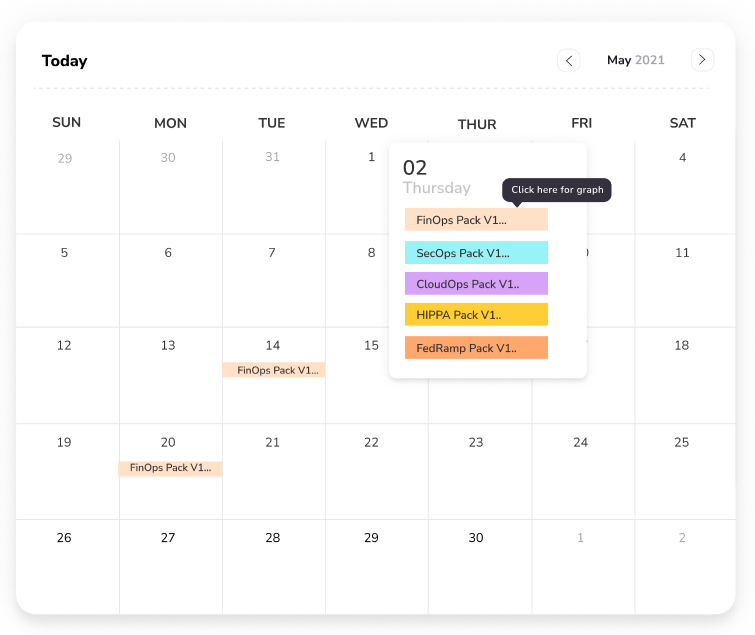 Today
May 2021
SUN MON TUE WED THUR FRI SAT
29 30 31 1 4
02
Thursday
Click here for graph
FinOps Pack V1...
SecOps Pack V1...
CloudOps Pack V1..
HIPPA Pack V1..
FedRamp Pack V1..
5 6 7 8 11
12 13 14 15 18
FinOps Pack V1...
19 20 21 22 23 24 25
FinOps Pack V1...
26 27 28 29 30 1 2